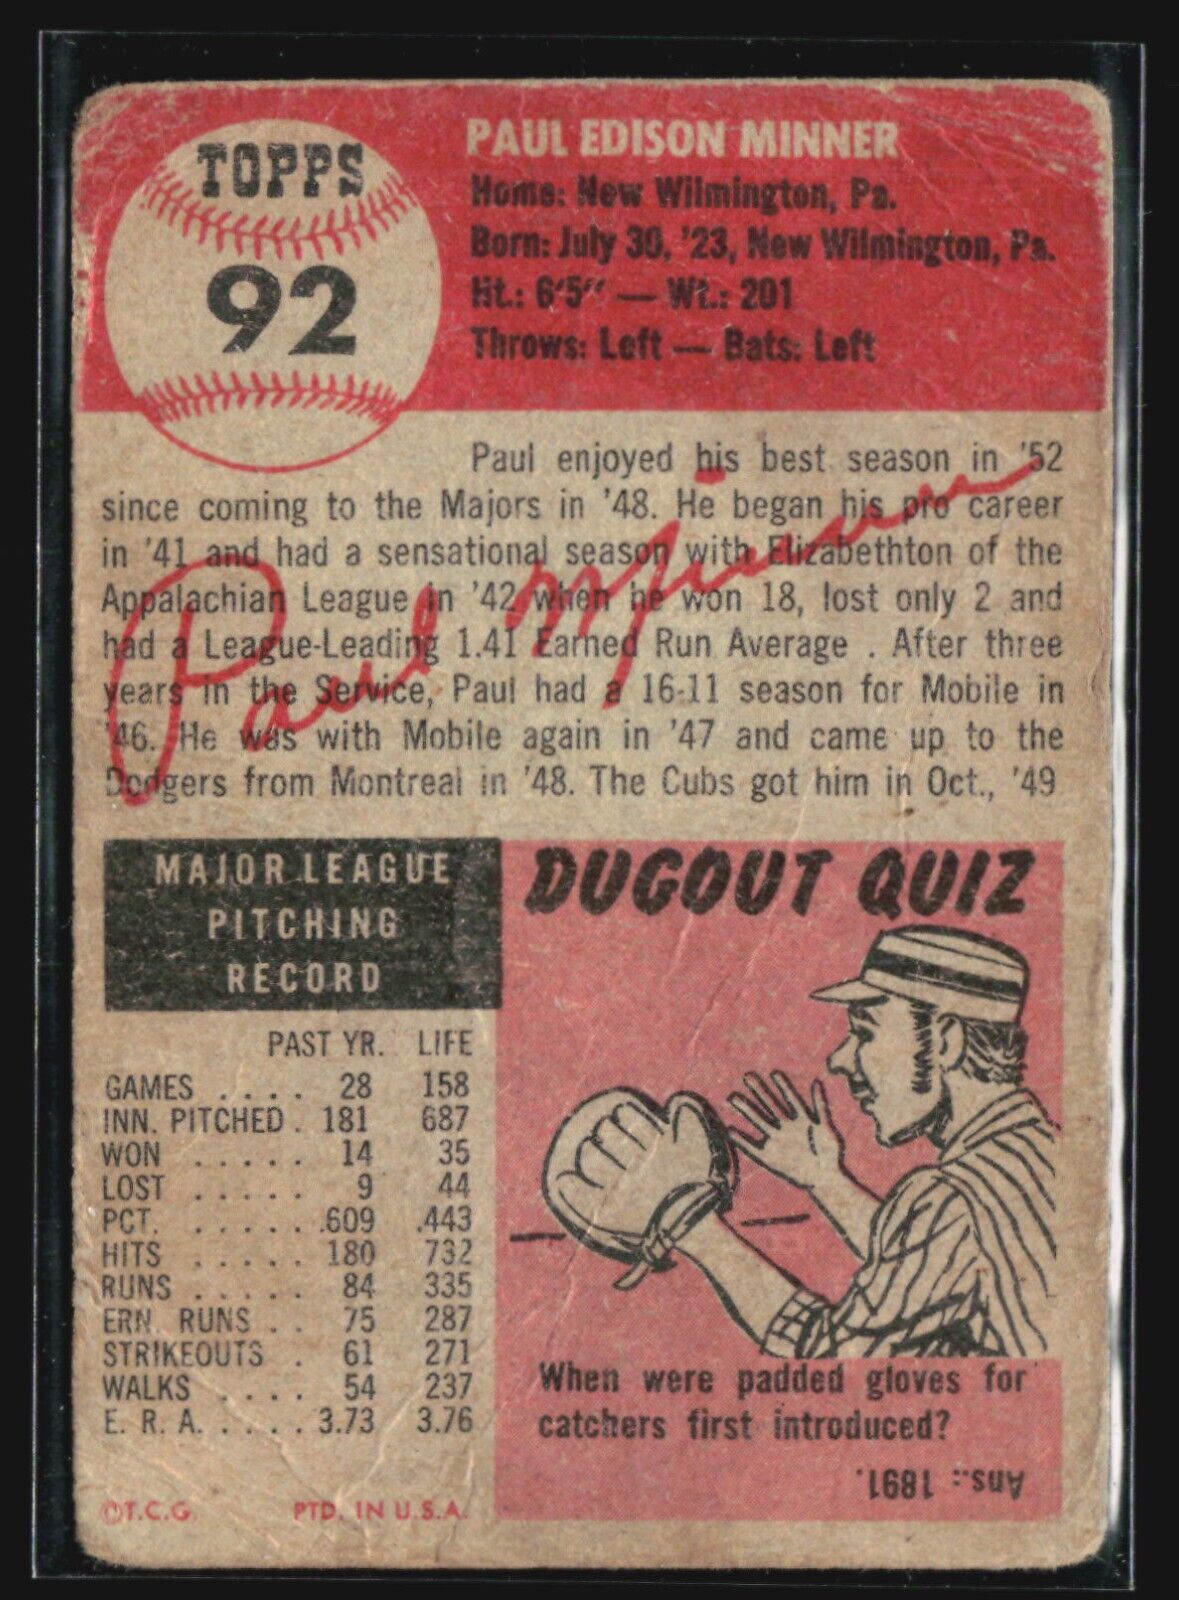 TOPPS
92
PAUL EDISON MINNER
Home: New Wilmington, Pa.
Born: July 30, '23, New Wilmington, Pa.
Ht.: 6'5" — Wt.: 201
Throws: Left — Bats: Left
Paul enjoyed his best season in '52
since coming to the Majors in '48. He began his pro career
in '41 and had a sensational season with Elizabethton of the
Appalachian League in '42 when he won 18, lost only 2 and
had a League-Leading 1.41 Earned Run Average . After three
years in the Service, Paul had a 16-11 season for Mobile in
'46. He was with Mobile again in '47 and came up to the
Dodgers from Montreal in '48. The Cubs got him in Oct., '49
Paul Minner
MAJOR LEAGUE
PITCHING
RECORD
PAST YR. LIFE
GAMES . . . . 28 158
INN. PITCHED . 181 687
WON . . . . . 14 35
LOST . . . . . 9 44
PCT. . . . . . .609 .443
HITS . . . . . 180 732
RUNS . . . . . 84 335
ERN. RUNS . . 75 287
STRIKEOUTS . 61 271
WALKS . . . . 54 237
E. R. A. . . . . 3.73 3.76
©T.C.G. PTD. IN U.S.A.
DUGOUT QUIZ
When were padded gloves for
catchers first introduced?
Ans.: 1891.